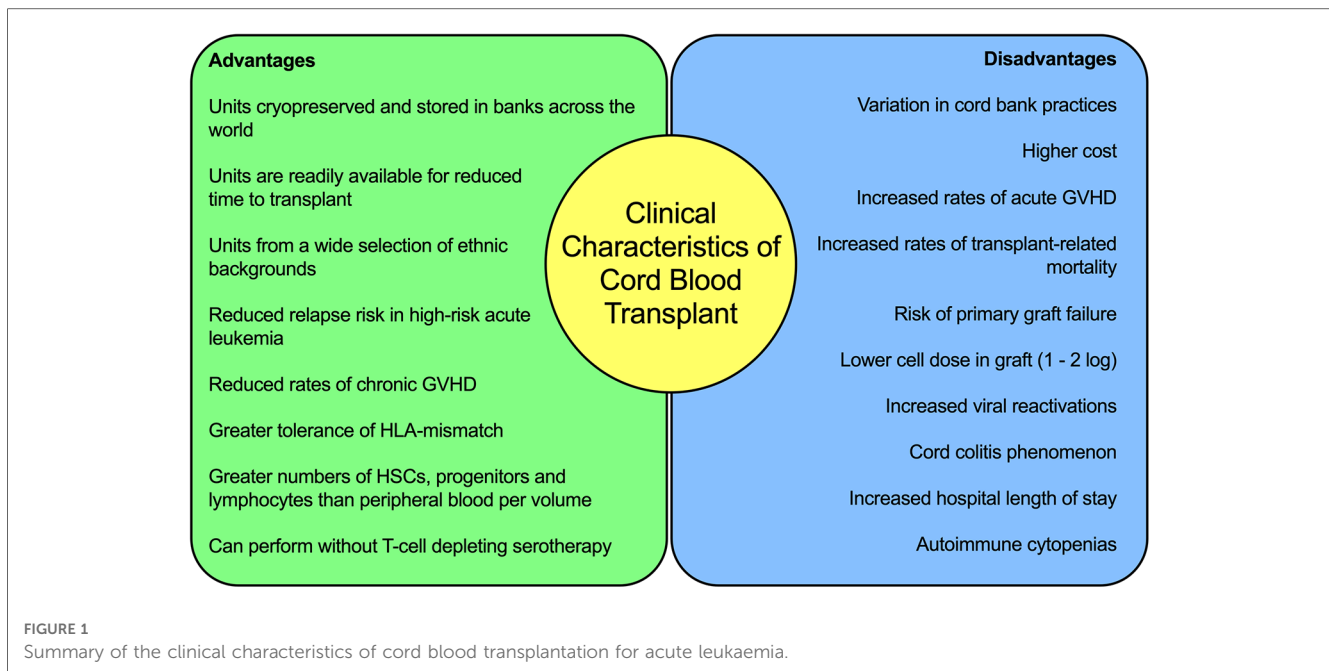 Advantages
Units cryopreserved and stored in banks across the
world
Units are readily available for reduced
time to transplant
Units from a wide selection of ethnic
backgrounds
Reduced relapse risk in high-risk acute
leukemia
Reduced rates of chronic GVHD
Greater tolerance of HLA-mismatch
Greater numbers of HSCs, progenitors and
lymphocytes than peripheral blood per volume
Can perform without T-cell depleting serotherapy
Clinical
Characteristics of
Cord Blood
Transplant
Disadvantages
Variation in cord bank practices
Higher cost
Increased rates of acute GVHD
Increased rates of transplant-related
mortality
Risk of primary graft failure
Lower cell dose in graft (1 - 2 log)
Increased viral reactivations
Cord colitis phenomenon
Increased hospital length of stay
Autoimmune cytopenias
FIGURE 1
Summary of the clinical characteristics of cord blood transplantation for acute leukaemia.